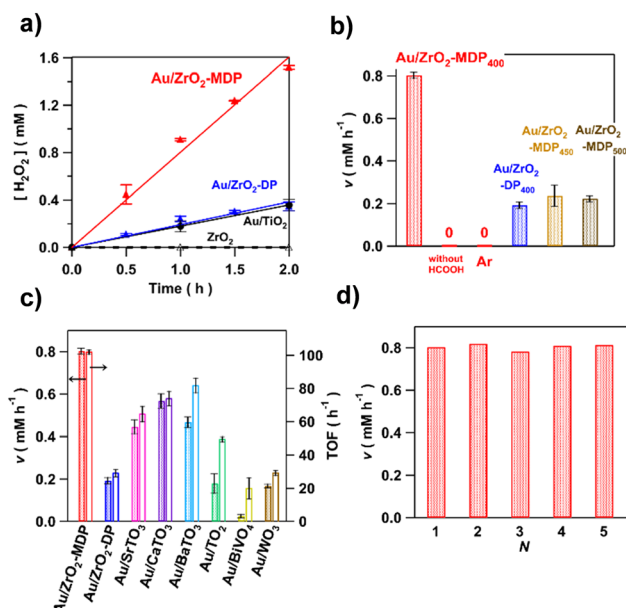 a)
[H₂O₂] (mM)
1.6
1.2
0.8
0.4
0.0
Au/ZrO₂-MDP
Au/ZrO₂-DP
Au/TiO₂
ZrO₂
0.0 0.5 1.0 1.5 2.0
Time ( h )
b)
v (mM h⁻¹)
0.8
0.6
0.4
0.2
0.0
Au/ZrO₂-MDP₄₀₀
0 0
without
HCOOH
Ar
Au/ZrO₂
-DP₄₀₀
Au/ZrO₂
-MDP₄₅₀
Au/ZrO₂
-MDP₅₀₀
c)
v (mM h⁻¹)
0.8
0.6
0.4
0.2
0.0
100
80
60
40
20
0
TOF (h⁻¹)
Au/ZrO₂-MDP
Au/ZrO₂-DP
Au/SrTO₃
Au/CaTO₃
Au/BaTO₃
Au/TO₂
Au/BiVO₄
Au/WO₃
d)
v (mM h⁻¹)
0.8
0.6
0.4
0.2
0.0
1 2 3 4 5
N